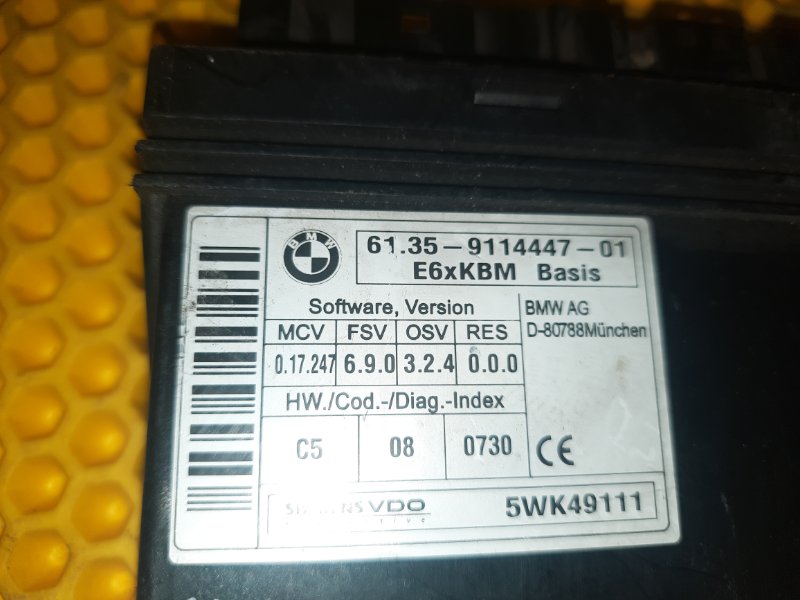 BMW
61.35-9114447-01
E6xKBM Basis
Software, Version
MCV FSV OSV RES
0.17.247 6.9.0 3.2.4 0.0.0
BMW AG
D-80788München
HW./Cod.-/Diag.-Index
C5 08 0730
CE
VDO
5WK49111